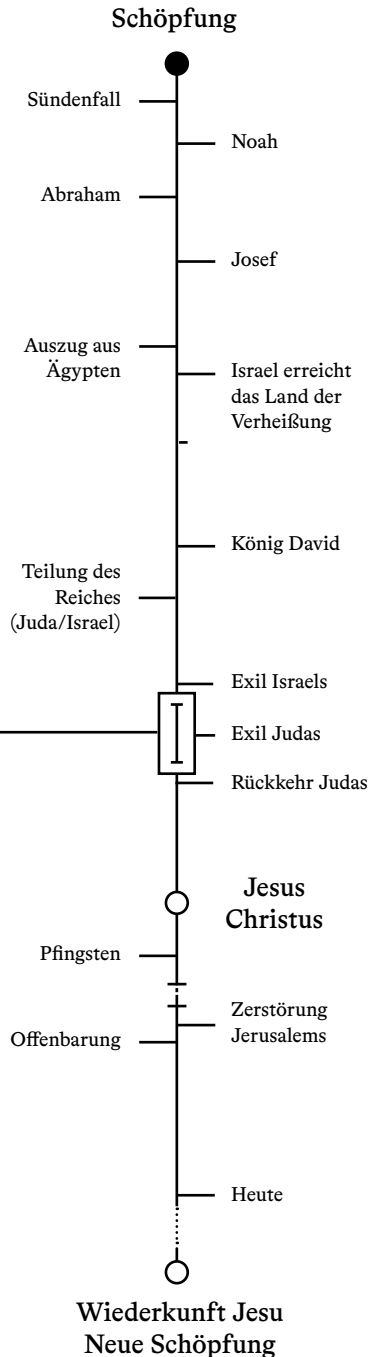 Schöpfung
Sündenfall
Noah
Abraham
Josef
Auszug aus
Ägypten
Israel erreicht
das Land der
Verheißung
König David
Teilung des
Reiches
(Juda/Israel)
Exil Israels
Exil Judas
Rückkehr Judas
Jesus
Christus
Pfingsten
Zerstörung
Jerusalems
Offenbarung
Heute
Wiederkunft Jesu
Neue Schöpfung